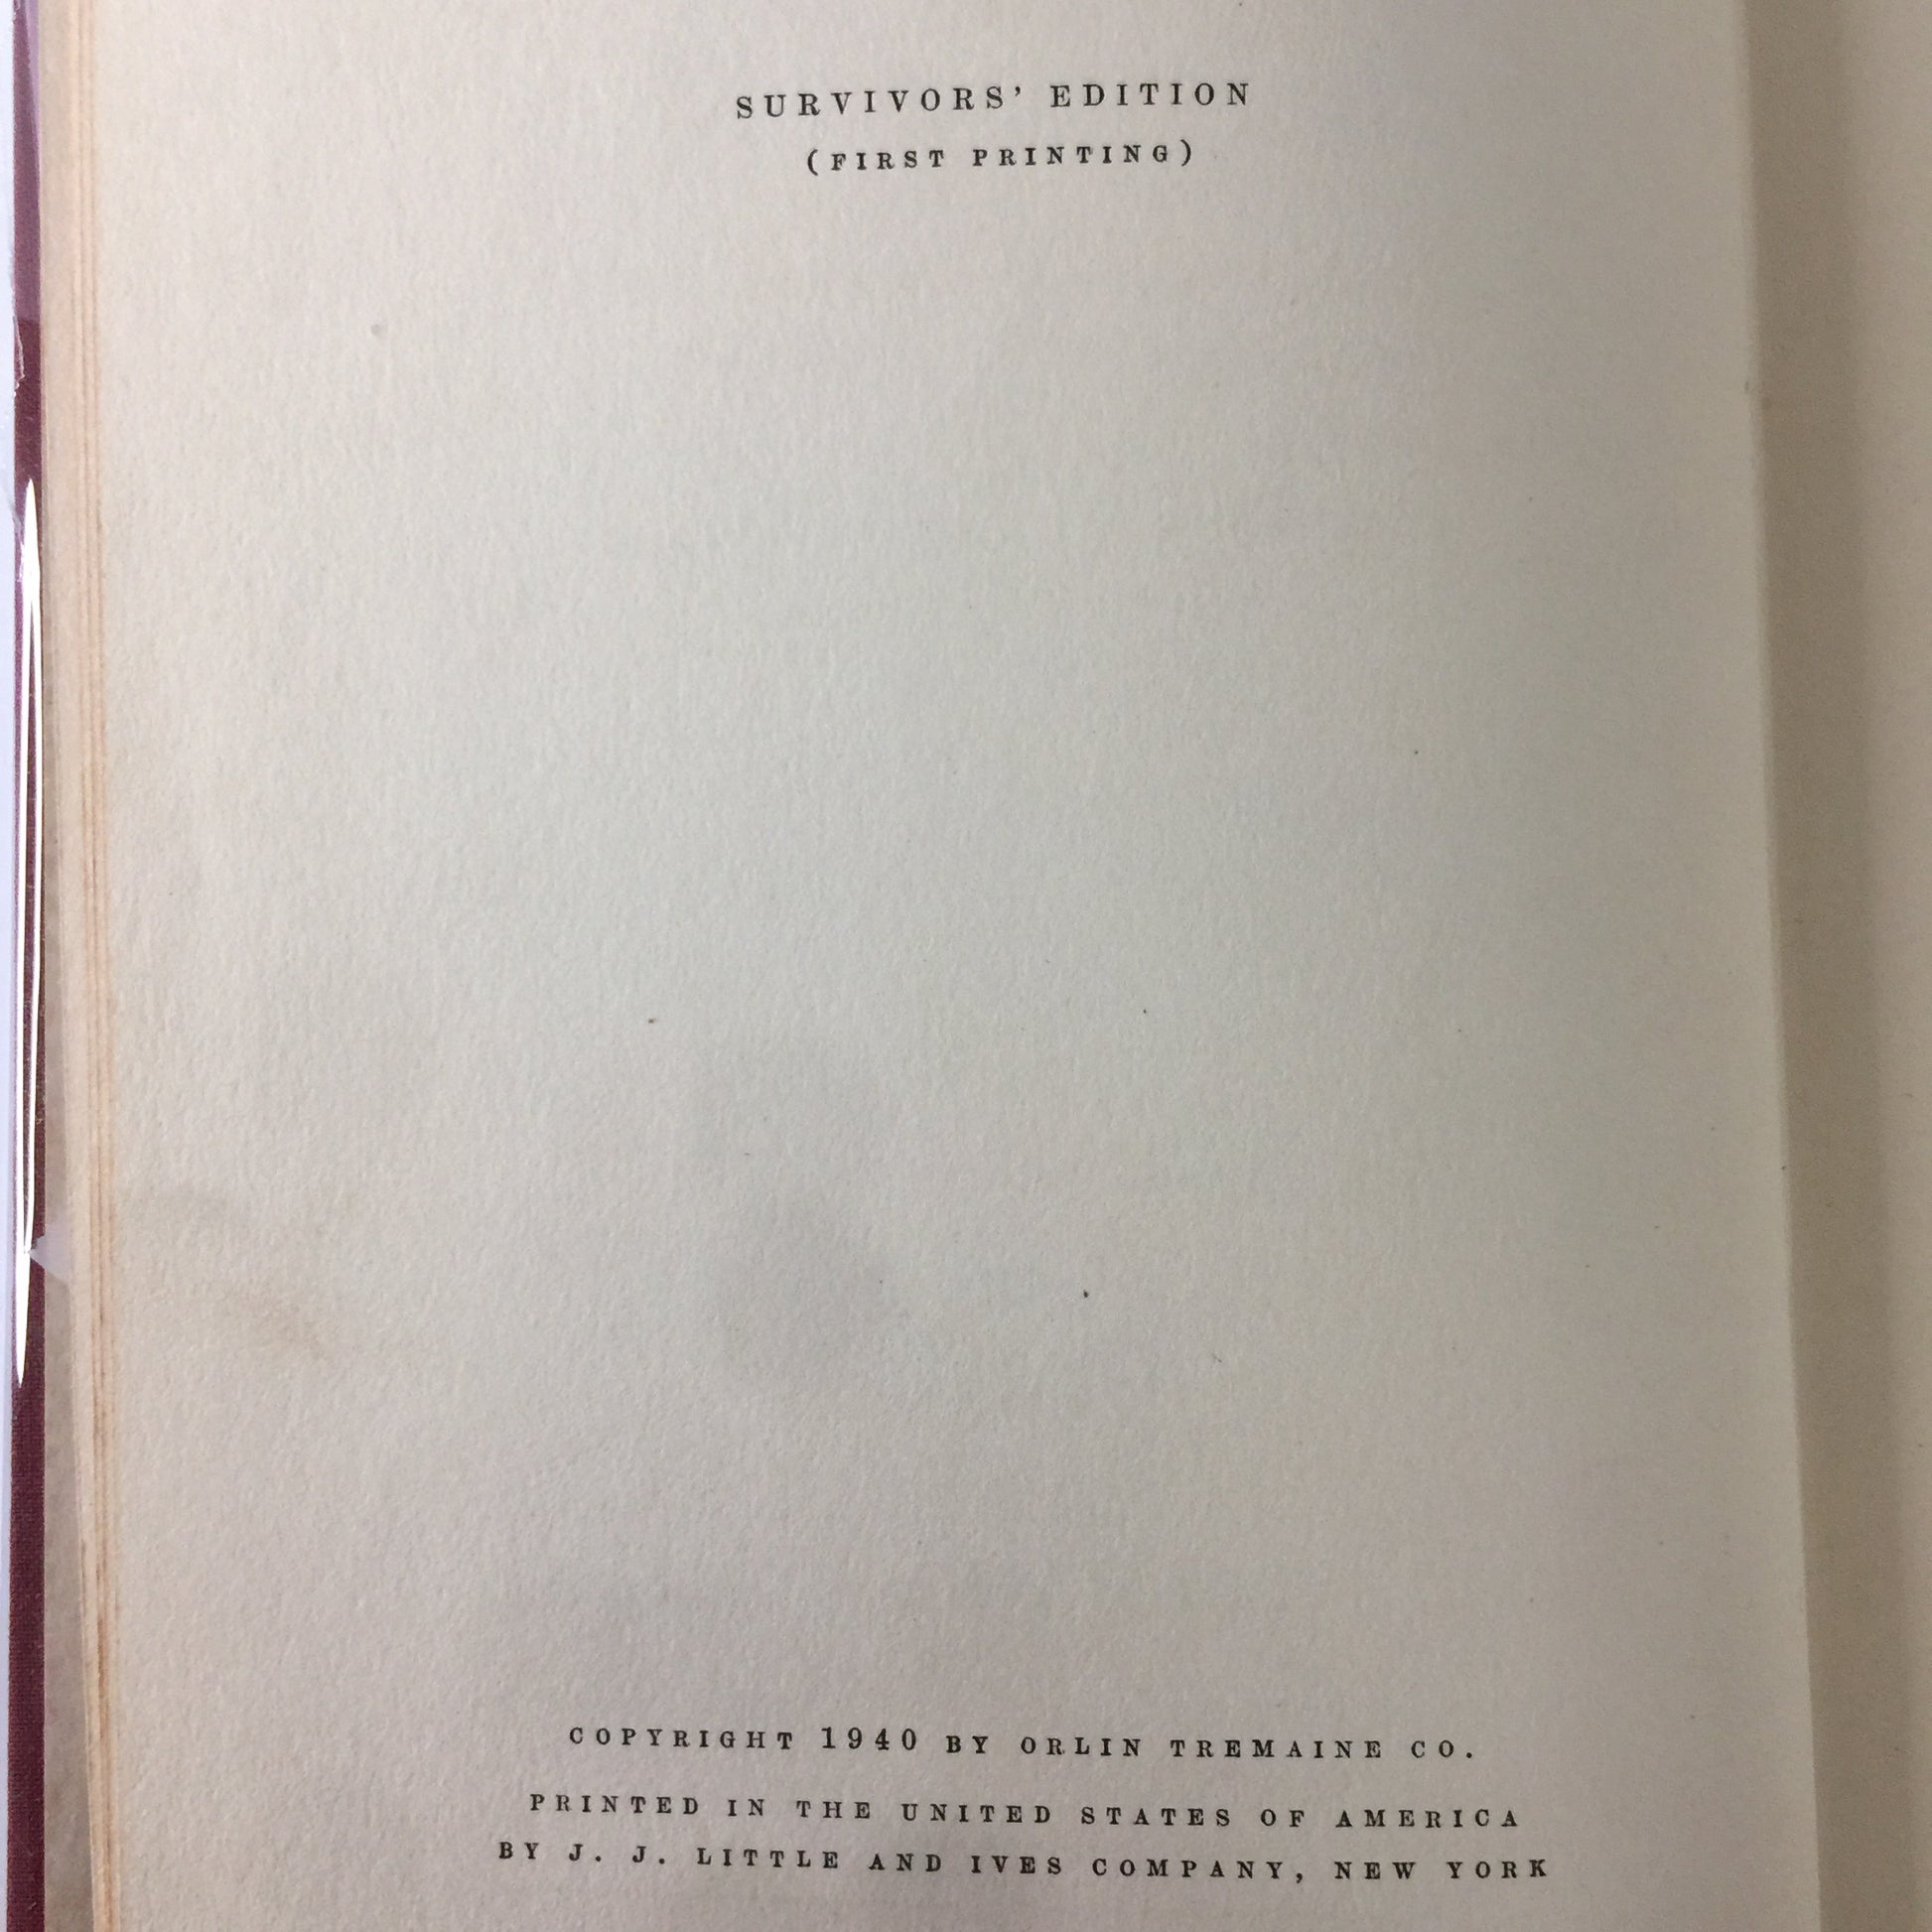 SURVIVORS' EDITION
(FIRST PRINTING)
COPYRIGHT 1940 BY ORLIN TREMAINE CO.
PRINTED IN THE UNITED STATES OF AMERICA
BY J. J. LITTLE AND IVES COMPANY, NEW YORK